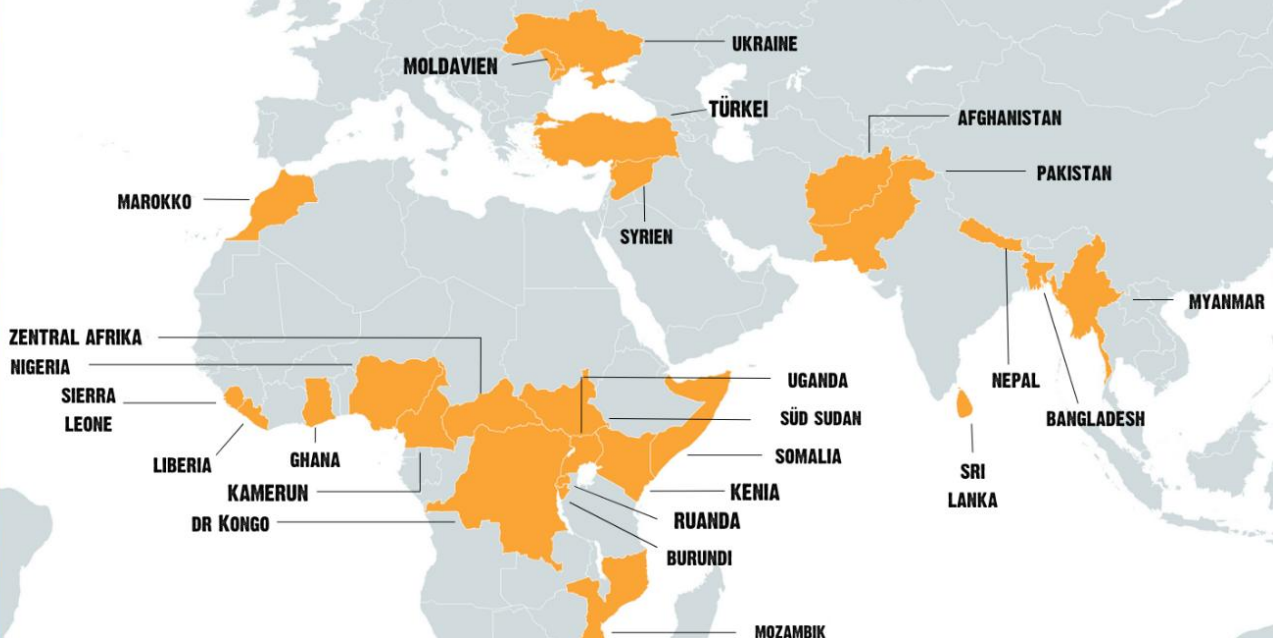 UKRAINE
MOLDAVIEN
TÜRKEI
AFGHANISTAN
PAKISTAN
MAROKKO
SYRIEN
MYANMAR
ZENTRAL AFRIKA
NIGERIA
UGANDA
NEPAL
SIERRA
LEONE
SÜD SUDAN
BANGLADESH
LIBERIA
GHANA
SOMALIA
SRI
LANKA
KAMERUN
KENIA
DR KONGO
RUANDA
BURUNDI
MOZAMBIK